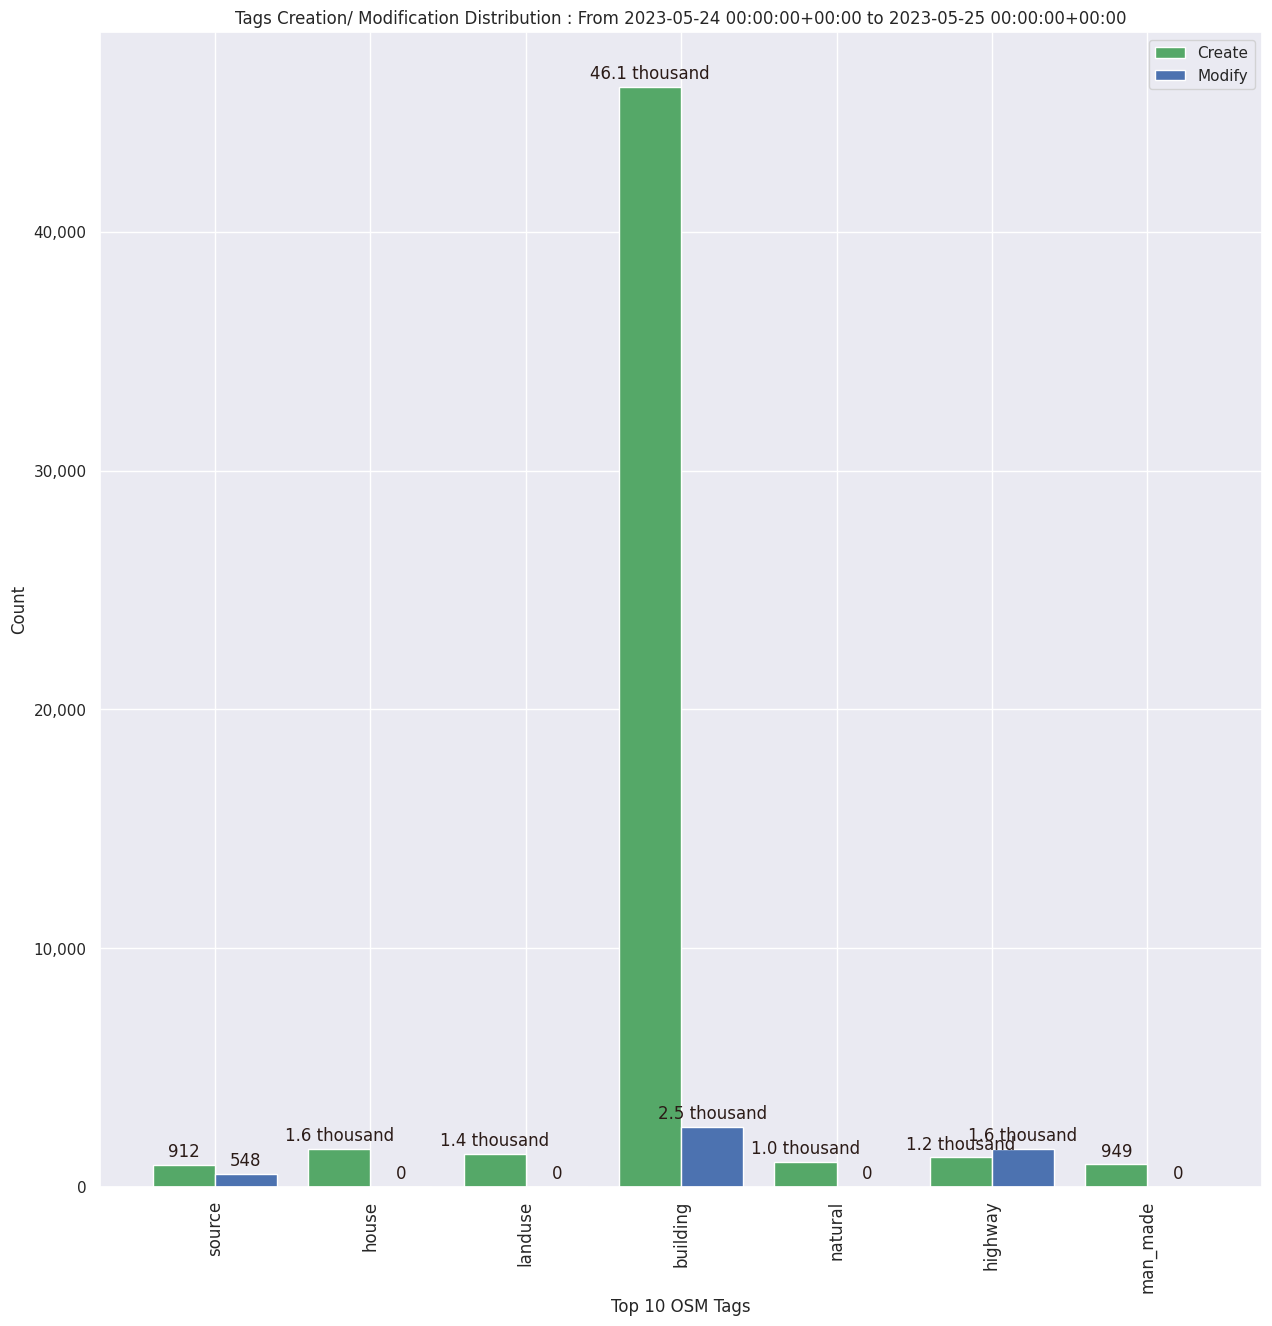 Tags Creation/ Modification Distribution : From 2023-05-24 00:00:00+00:00 to 2023-05-25 00:00:00+00:00
Create
Modify
46.1 thousand
40,000
30,000
20,000
10,000
0
Count
912
548
1.6 thousand
0
1.4 thousand
0
2.5 thousand
1.0 thousand
0
1.2 thousand
1.6 thousand
949
0
source
house
landuse
building
natural
highway
man_made
Top 10 OSM Tags